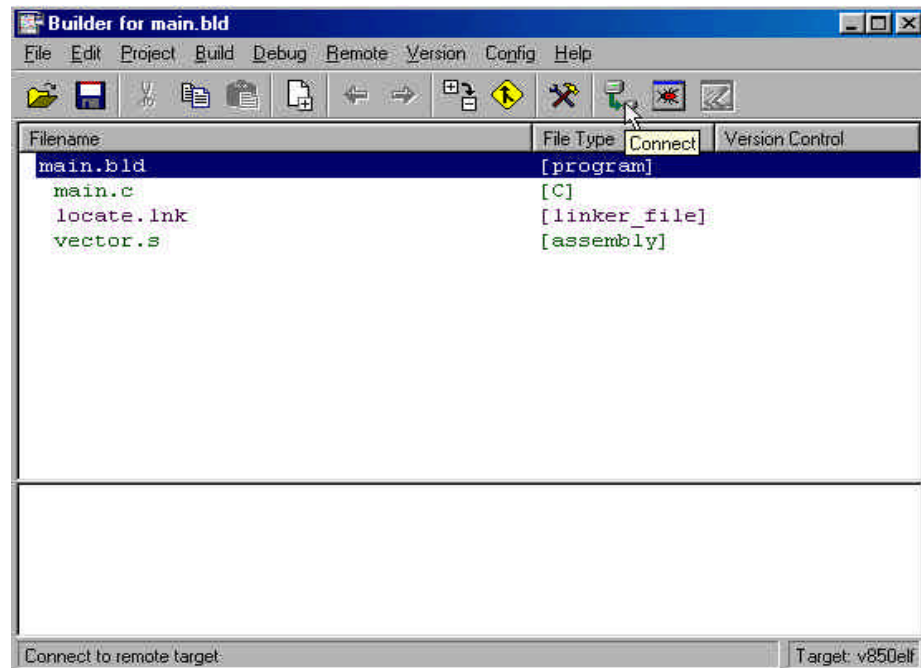 Builder for main.bld
File Edit Project Build Debug Remote Version Config Help
Filename File Type Connect Version Control
main.bld [program]
main.c [C]
locate.lnk [linker_file]
vector.s [assembly]
Connect to remote target Target: v850elf